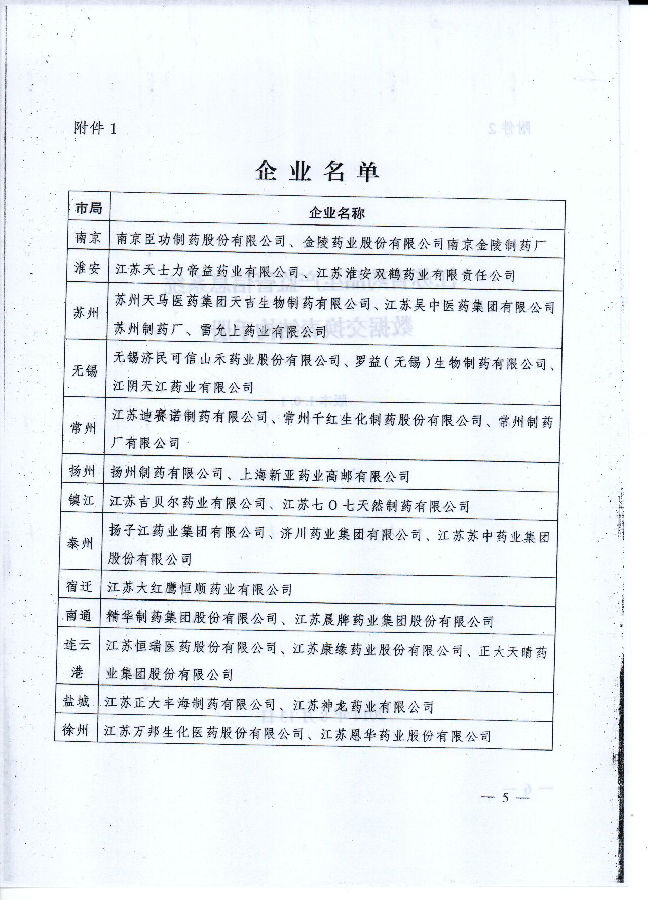 附件1
企业名单
市局 企业名称
南京 南京臣功制药股份有限公司、金陵药业股份有限公司南京金陵制药厂
淮安 江苏天士力帝益药业有限公司、江苏淮安双鹤药业有限责任公司
苏州 苏州天马医药集团天吉生物制药有限公司、江苏吴中医药集团有限公司
苏州制药厂、雷允上药业有限公司
无锡 无锡济民可信山禾药业股份有限公司、罗益（无锡）生物制药有限公司、
江阴天江药业有限公司
常州 江苏迪赛诺制药有限公司、常州千红生化制药股份有限公司、常州制药
厂有限公司
扬州 扬州制药有限公司、上海新亚药业高邮有限公司
镇江 江苏吉贝尔药业有限公司、江苏七〇七天然制药有限公司
泰州 扬子江药业集团有限公司、济川药业集团有限公司、江苏苏中药业集团
股份有限公司
宿迁 江苏大红鹰恒顺药业有限公司
南通 精华制药集团股份有限公司、江苏晨牌药业集团股份有限公司
连云 江苏恒瑞医药股份有限公司、江苏康缘药业股份有限公司、正大天晴药
港 业集团股份有限公司
盐城 江苏正大丰海制药有限公司、江苏神龙药业有限公司
徐州 江苏万邦生化医药股份有限公司、江苏恩华药业股份有限公司
— 5 —